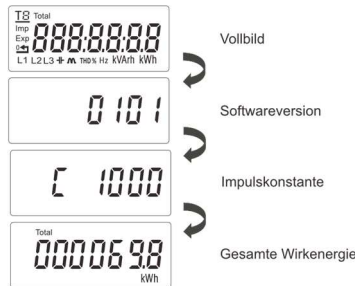 T8 Total
Imp
Exp
888:8.8.8.8 Vollbild
L1 L2 L3 THD% Hz kVArh kWh
0101 Softwareversion
C 1000 Impulskonstante
Total
000069.8 Gesamte Wirkenergie
kWh